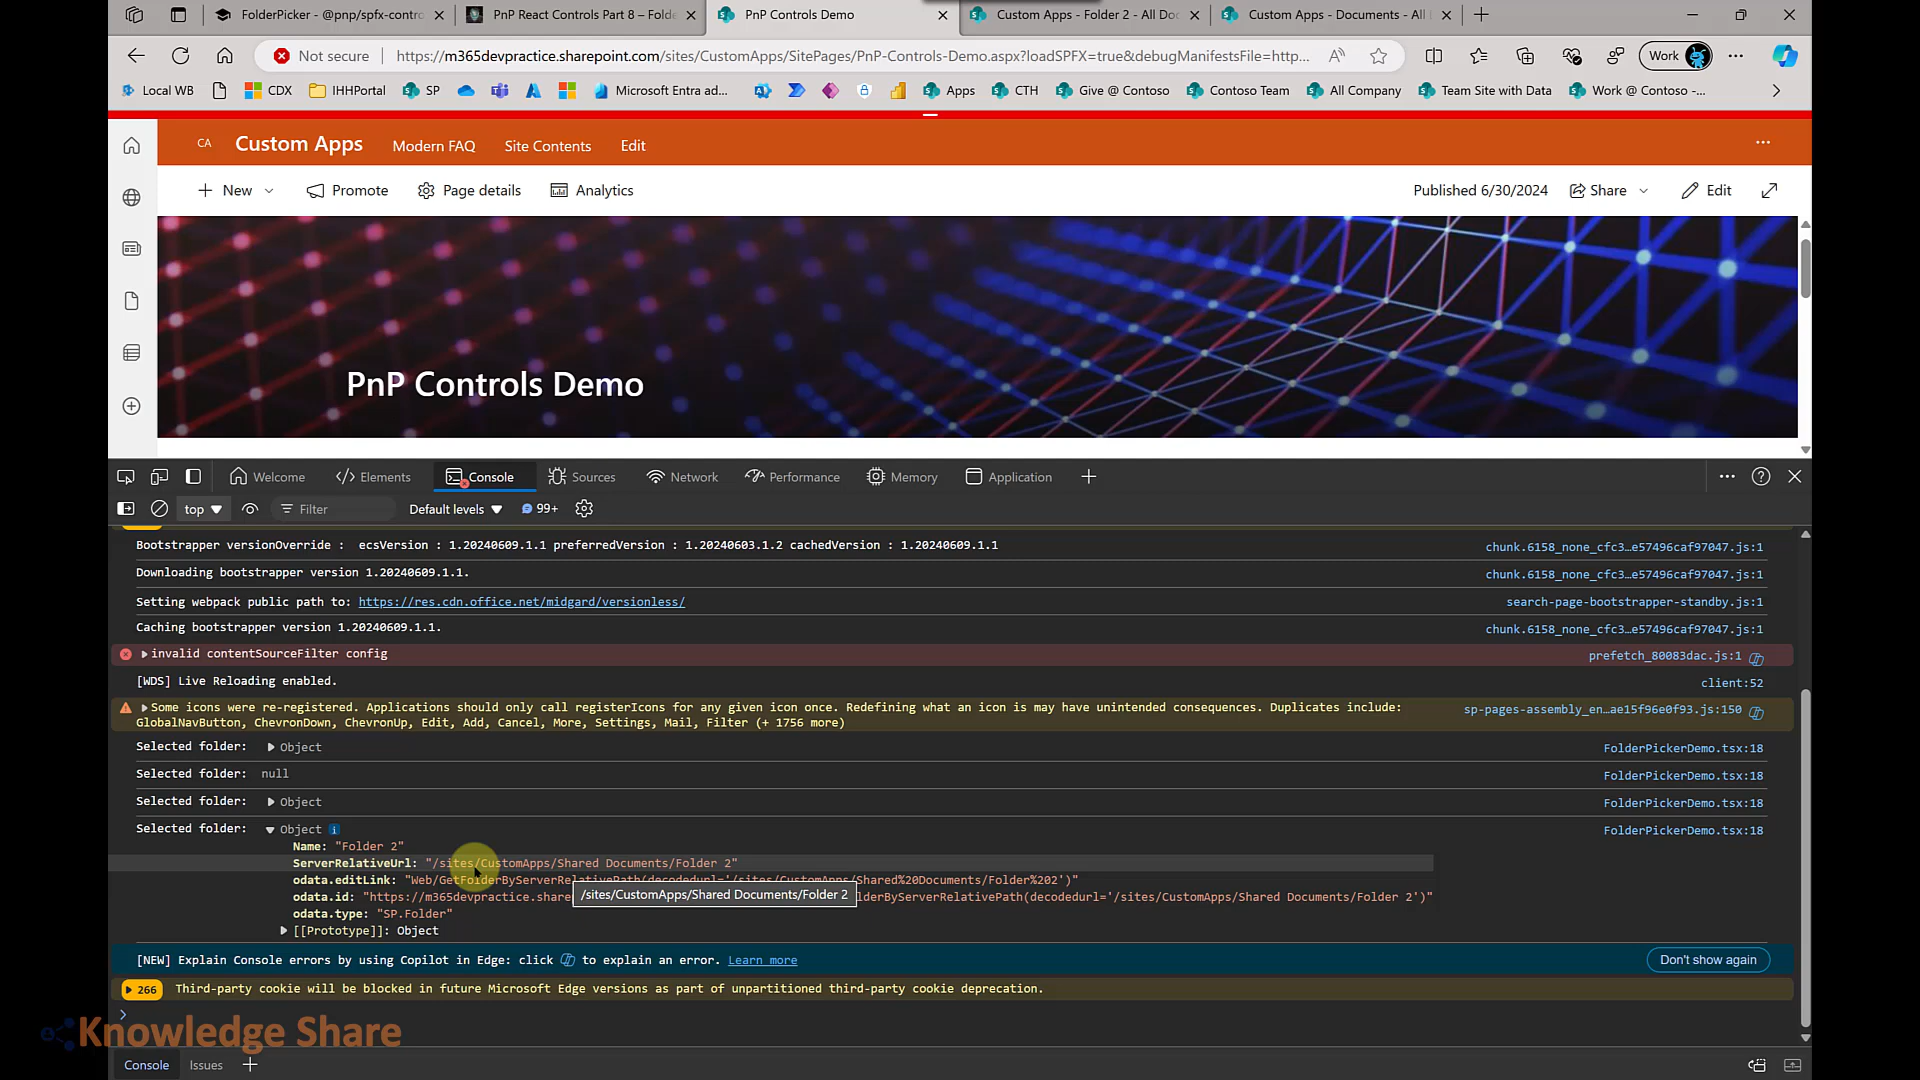 FolderPicker - @pnp/spfx-contro
PnP React Controls Part 8 – Folde
PnP Controls Demo
Custom Apps - Folder 2 - All Doc
Custom Apps - Documents - All
Not secure
https://m365devpractice.sharepoint.com/sites/CustomApps/SitePages/PnP-Controls-Demo.aspx?loadSPFX=true&debugManifestsFile=http...
Work
Local WB
CDX
IHHPortal
SP
Microsoft Entra ad...
Apps
CTH
Give @ Contoso
Contoso Team
All Company
Team Site with Data
Work @ Contoso -...
CA
Custom Apps
Modern FAQ
Site Contents
Edit
New
Promote
Page details
Analytics
Published 6/30/2024
Share
Edit
PnP Controls Demo
Welcome
Elements
Console
Sources
Network
Performance
Memory
Application
top
Filter
Default levels
99+
Bootstrapper versionOverride :  ecsVersion : 1.20240609.1.1 preferredVersion : 1.20240603.1.2 cachedVersion : 1.20240609.1.1
chunk.6158_none_cfc3…e57496caf97047.js:1
Downloading bootstrapper version 1.20240609.1.1.
chunk.6158_none_cfc3…e57496caf97047.js:1
Setting webpack public path to: https://res.cdn.office.net/midgard/versionless/
search-page-bootstrapper-standby.js:1
Caching bootstrapper version 1.20240609.1.1.
chunk.6158_none_cfc3…e57496caf97047.js:1
invalid contentSourceFilter config
prefetch_80083dac.js:1
[WDS] Live Reloading enabled.
client:52
Some icons were re-registered. Applications should only call registerIcons for any given icon once. Redefining what an icon is may have unintended consequences. Duplicates include:
sp-pages-assembly_en…ae15f96e0f93.js:150
GlobalNavButton, ChevronDown, ChevronUp, Edit, Add, Cancel, More, Settings, Mail, Filter (+ 1756 more)
Selected folder: Object
FolderPickerDemo.tsx:18
Selected folder: null
FolderPickerDemo.tsx:18
Selected folder: Object
FolderPickerDemo.tsx:18
Selected folder: Object i
FolderPickerDemo.tsx:18
Name: "Folder 2"
ServerRelativeUrl: "/sites/CustomApps/Shared Documents/Folder 2"
odata.editLink: "Web/GetFolderByServerRelativePath(decodedurl='/sites/CustomApps/Shared%20Documents/Folder%202')"
odata.id: "https://m365devpractice.share
/sites/CustomApps/Shared Documents/Folder 2
lderByServerRelativePath(decodedurl='/sites/CustomApps/Shared Documents/Folder 2')"
odata.type: "SP.Folder"
[[Prototype]]: Object
[NEW] Explain Console errors by using Copilot in Edge: click to explain an error. Learn more
Don't show again
266 Third-party cookie will be blocked in future Microsoft Edge versions as part of unpartitioned third-party cookie deprecation.
Knowledge Share
Console
Issues